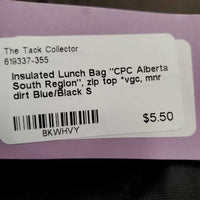 The Tack Collector
619337-355
Insulated Lunch Bag "CPC Alberta
South Region", zip top *vgc, mnr
dirt Blue/Black S
$5.50
BKWHVY